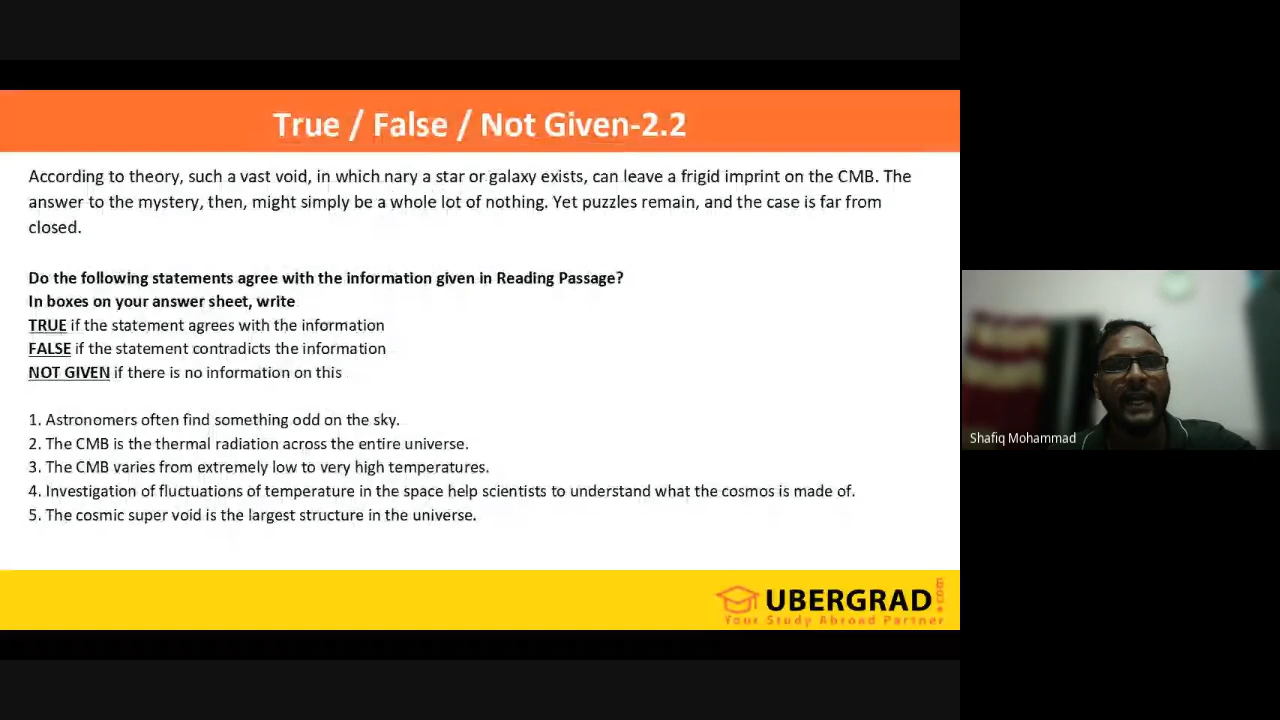 True / False / Not Given-2.2
According to theory, such a vast void, in which nary a star or galaxy exists, can leave a frigid imprint on the CMB. The
answer to the mystery, then, might simply be a whole lot of nothing. Yet puzzles remain, and the case is far from
closed.
Do the following statements agree with the information given in Reading Passage?
In boxes on your answer sheet, write
TRUE if the statement agrees with the information
FALSE if the statement contradicts the information
NOT GIVEN if there is no information on this
1. Astronomers often find something odd on the sky.
2. The CMB is the thermal radiation across the entire universe.
3. The CMB varies from extremely low to very high temperatures.
4. Investigation of fluctuations of temperature in the space help scientists to understand what the cosmos is made of.
5. The cosmic super void is the largest structure in the universe.
Shafiq Mohammad
UBERGRAD.com
Your Study Abroad Partner